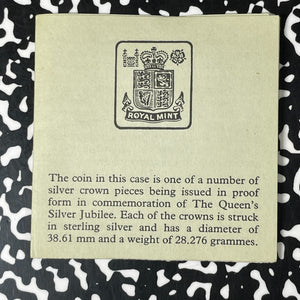 ROYAL MINT
The coin in this case is one of a number of
silver crown pieces being issued in proof
form in commemoration of The Queen's
Silver Jubilee. Each of the crowns is struck
in sterling silver and has a diameter of
38.61 mm and a weight of 28.276 grammes.